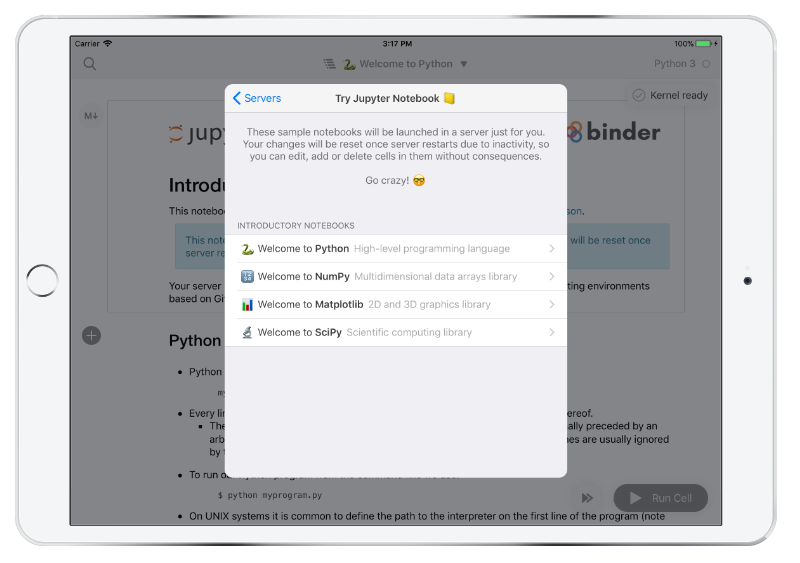 Carrier
3:17 PM
100%
Welcome to Python ▼
Python 3
Kernel ready
M↓
Servers
Try Jupyter Notebook
jup
binder
These sample notebooks will be launched in a server just for you.
Your changes will be reset once server restarts due to inactivity, so
you can edit, add or delete cells in them without consequences.
Go crazy!
Introdu
This notebo
son.
This note
will be reset once
server re
Your server
ting environments
based on Gi
INTRODUCTORY NOTEBOOKS
Welcome to Python High-level programming language
Welcome to NumPy Multidimensional data arrays library
Welcome to Matplotlib 2D and 3D graphics library
Welcome to SciPy Scientific computing library
Python
• Python
my
• Every lin
ereof.
▪ The
ally preceded by an
arb
nes are usually ignored
by t
• To run ou
$ python myprogram.py
Run Cell
• On UNIX systems it is common to define the path to the interpreter on the first line of the program (note